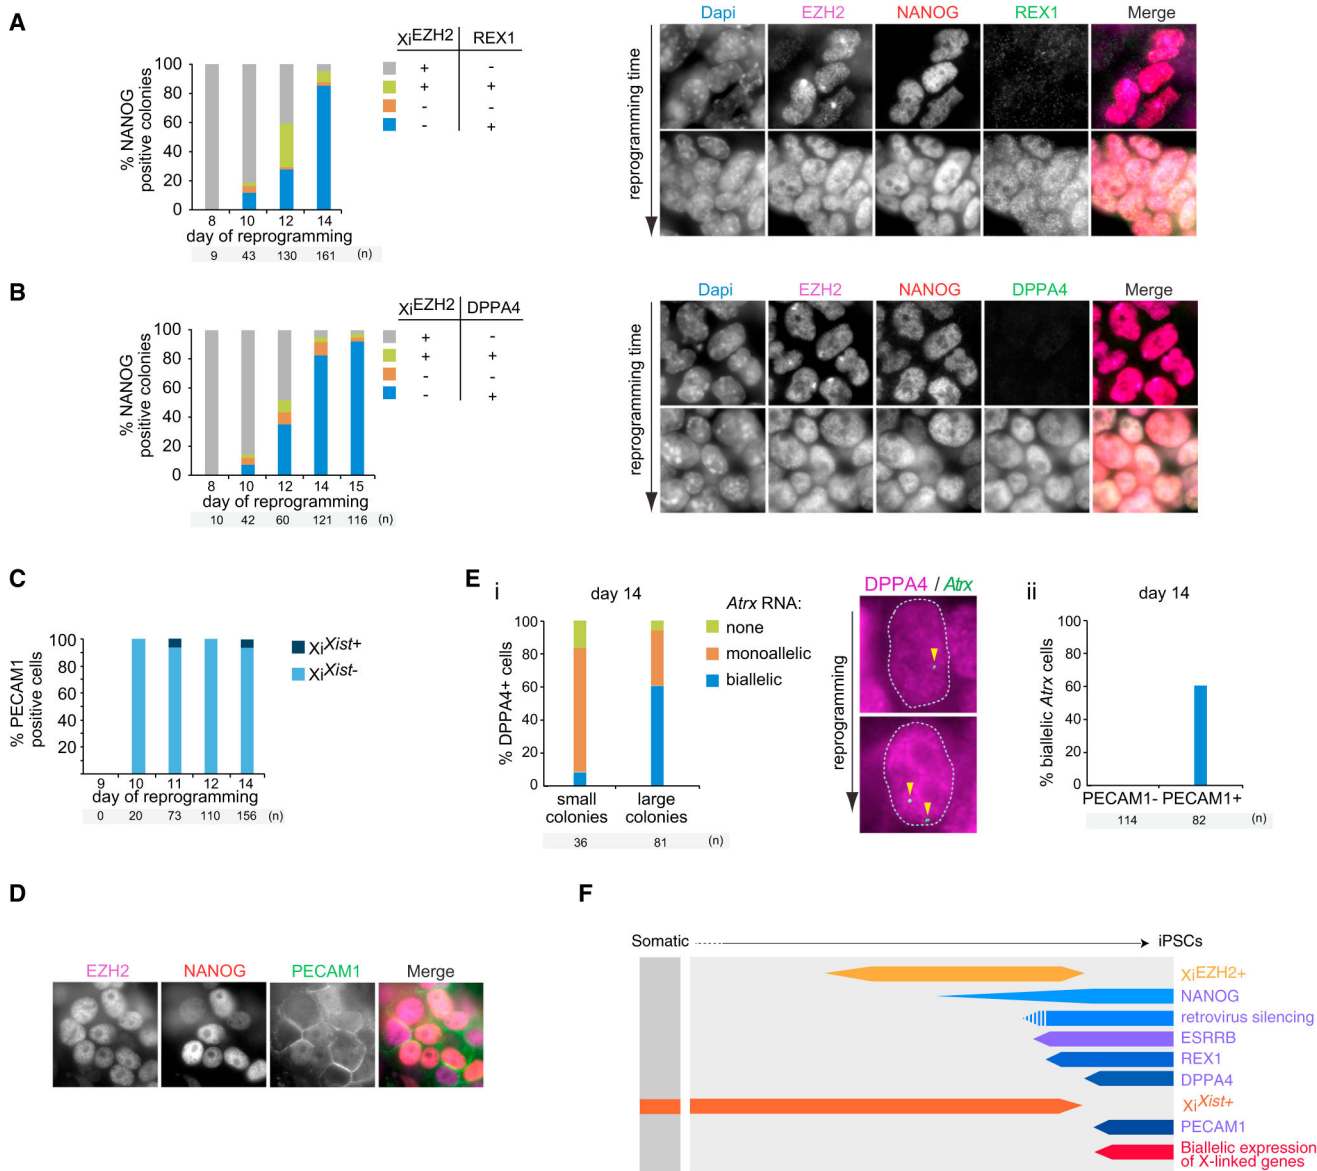 A
XiEZH2 REX1
+ -
+ +
- -
- +
100
80
60
40
20
0
% NANOG
positive colonies
8 10 12 14
day of reprogramming
9 43 130 161 (n)
Dapi EZH2 NANOG REX1 Merge
reprogramming time
B
XiEZH2 DPPA4
+ -
+ +
- -
- +
100
80
60
40
20
0
% NANOG
positive colonies
8 10 12 14 15
day of reprogramming
10 42 60 121 116 (n)
Dapi EZH2 NANOG DPPA4 Merge
reprogramming time
C
100
80
60
40
20
% PECAM1
positive cells
XiXist+
XiXist-
9 10 11 12 14
day of reprogramming
0 20 73 110 156 (n)
E
i
day 14
100
80
60
40
20
0
% DPPA4+ cells
Atrx RNA:
none
monoallelic
biallelic
small
colonies
large
colonies
36 81 (n)
DPPA4 / Atrx
reprogramming
ii
day 14
100
80
60
40
20
0
% biallelic Atrx cells
PECAM1- PECAM1+
114 82 (n)
D
EZH2 NANOG PECAM1 Merge
F
Somatic iPSCs
XiEZH2+
NANOG
retrovirus silencing
ESRRB
REX1
DPPA4
XiXist+
PECAM1
Biallelic expression
of X-linked genes